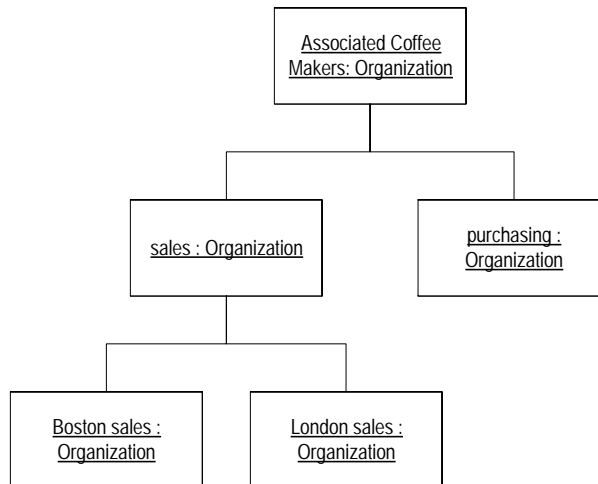 Associated Coffee
Makers: Organization
sales : Organization
purchasing :
Organization
Boston sales :
Organization
London sales :
Organization